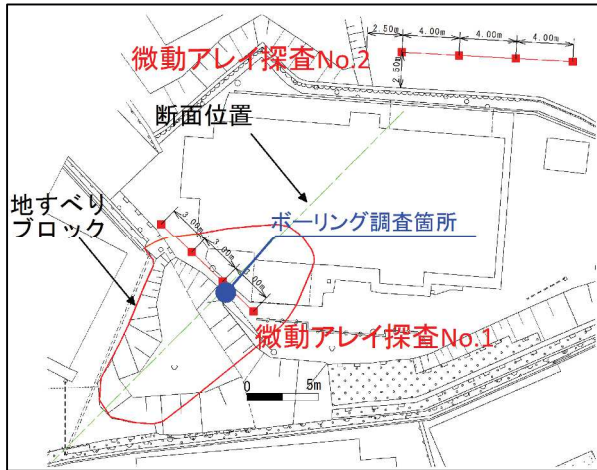 2.50m 4.00m 4.00m 4.00m
微動アレイ探査No.2
2.50m
断面位置
地すべり
ブロック
3.00m
ボーリング調査箇所
3.00m
微動アレイ探査No.1
0 5m